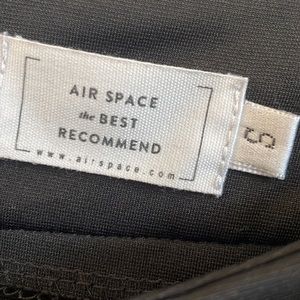 AIR SPACE
the BEST
RECOMMEND
www.airspace.com
S